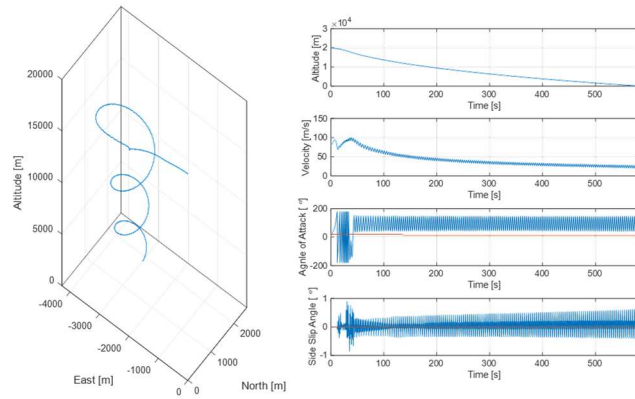 20000
15000
10000
5000
0
Altitude [m]
-4000
-3000
-2000
-1000
0
East [m]
0
1000
2000
North [m]
×10⁴
3
2
1
0
Altitude [m]
0 100 200 300 400 500
Time [s]
150
100
50
0
Velocity [m/s]
0 100 200 300 400 500
Time [s]
200
0
-200
Agnle of Attack [ °]
0 100 200 300 400 500
Time [s]
1
0
-1
Side Slip Angle [ °]
0 100 200 300 400 500
Time [s]